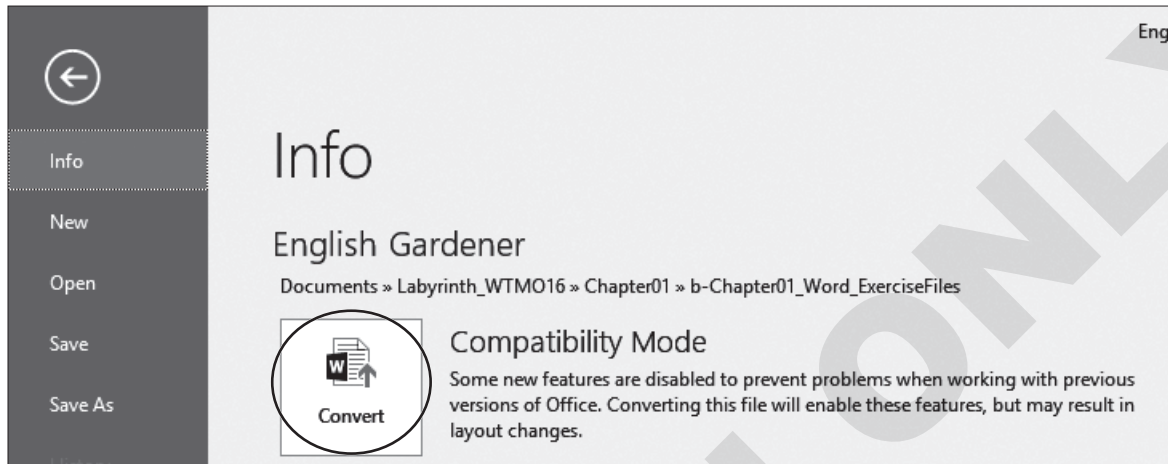 Eng
Info
Info
New
English Gardener
Open
Documents » Labyrinth_WTMO16 » Chapter01 » b-Chapter01_Word_ExerciseFiles
Save
Compatibility Mode
W
Some new features are disabled to prevent problems when working with previous
Save As
Convert
versions of Office. Converting this file will enable these features, but may result in
layout changes.
ONLY